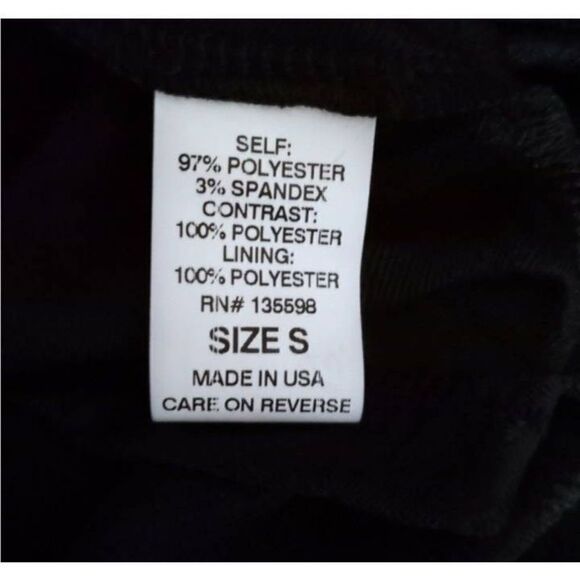 SELF:
97% POLYESTER
3% SPANDEX
CONTRAST:
100% POLYESTER
LINING:
100% POLYESTER
RN# 135598
SIZE S
MADE IN USA
CARE ON REVERSE